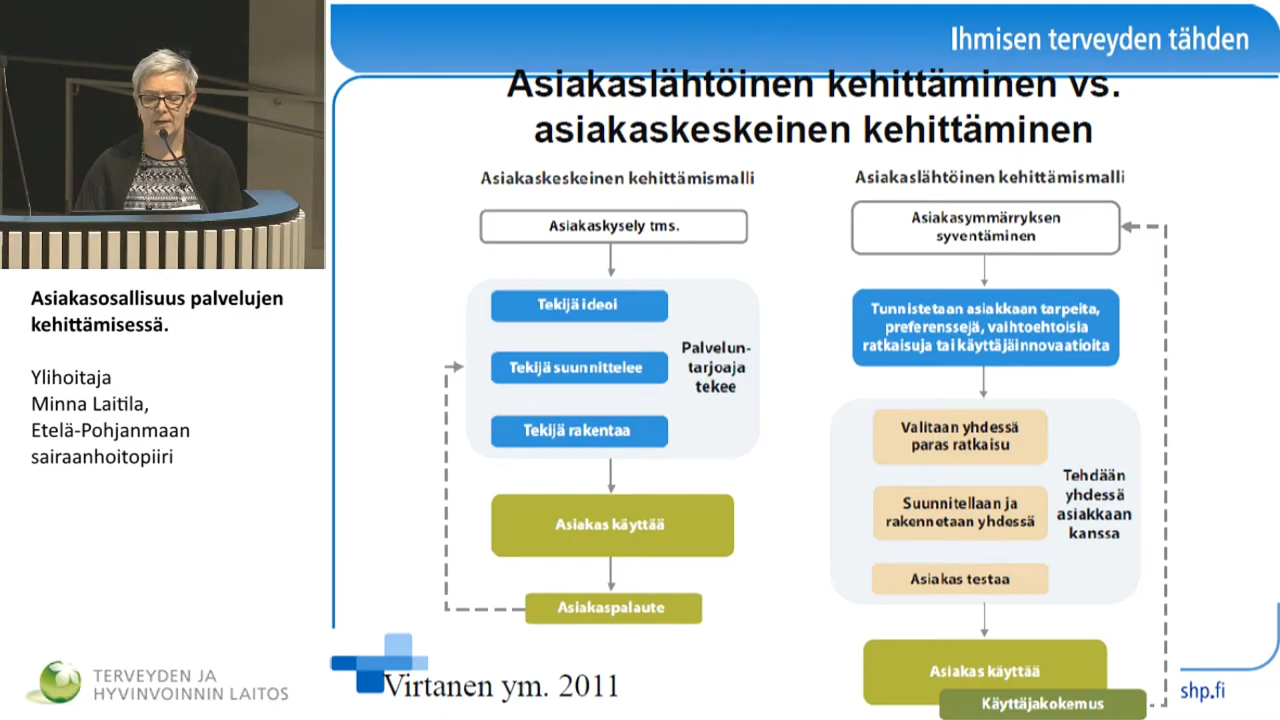 Ihmisen terveyden tähden
Asiakaslähtöinen kehittäminen vs.
asiakaskeskeinen kehittäminen
Asiakaskeskeinen kehittämismalli
Asiakaskysely tms.
Tekijä ideoi
Tekijä suunnittelee
Tekijä rakentaa
Palvelun-
tarjoaja
tekee
Asiakas käyttää
Asiakaspalaute
Asiakaslähtöinen kehittämismalli
Asiakasymmärryksen
syventäminen
Tunnistetaan asiakkaan tarpeita,
preferenssejä, vaihtoehtoisia
ratkaisuja tai käyttäjäinnovaatioita
Valitaan yhdessä
paras ratkaisu
Suunnitellaan ja
rakennetaan yhdessä
Asiakas testaa
Tehdään
yhdessä
asiakkaan
kanssa
Asiakas käyttää
Käyttäjakokemus
Virtanen ym. 2011
shp.fi
Asiakasosallisuus palvelujen
kehittämisessä.
Ylihoitaja
Minna Laitila,
Etelä-Pohjanmaan
sairaanhoitopiiri
TERVEYDEN JA
HYVINVOINNIN LAITOS